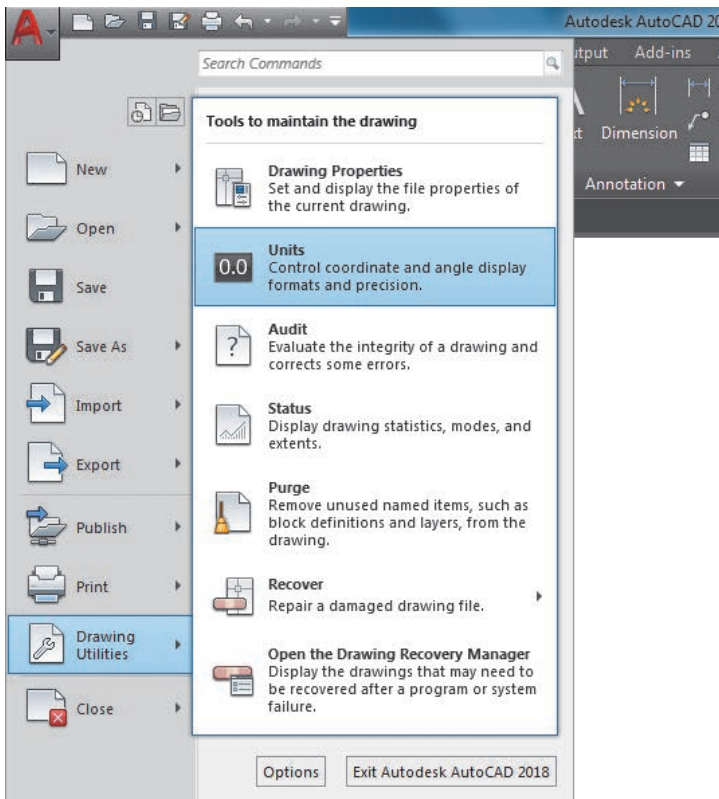 A
Autodesk AutoCAD 20
Search Commands
tput Add-ins
Tools to maintain the drawing
Dimension
Annotation
New
Drawing Properties
Set and display the file properties of
the current drawing.
Open
0.0
Units
Control coordinate and angle display
formats and precision.
Save
Save As
?
Audit
Evaluate the integrity of a drawing and
corrects some errors.
Import
Status
Display drawing statistics, modes, and
extents.
Export
Purge
Remove unused named items, such as
block definitions and layers, from the
drawing.
Publish
Print
Recover
Repair a damaged drawing file.
Drawing
Utilities
Open the Drawing Recovery Manager
Display the drawings that may need to
be recovered after a program or system
failure.
Close
Options
Exit Autodesk AutoCAD 2018